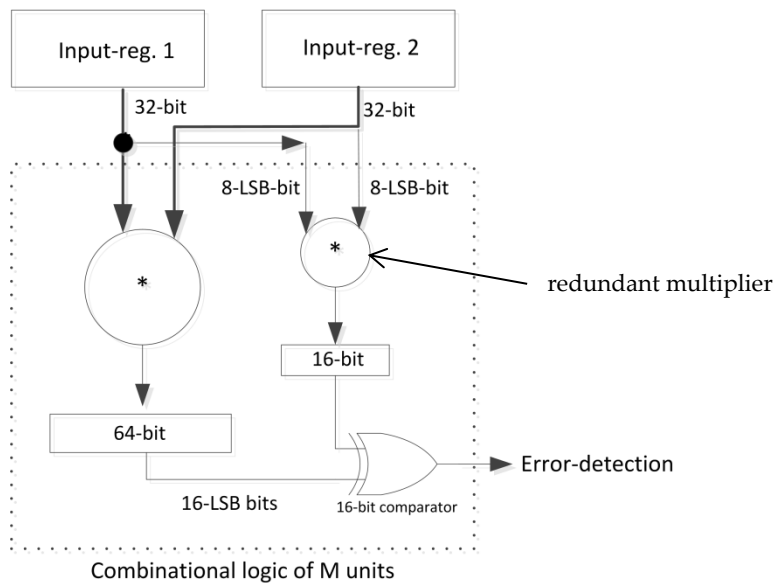 Input-reg. 1
Input-reg. 2
32-bit
32-bit
8-LSB-bit
8-LSB-bit
*
*
redundant multiplier
16-bit
64-bit
Error-detection
16-LSB bits
16-bit comparator
Combinational logic of M units